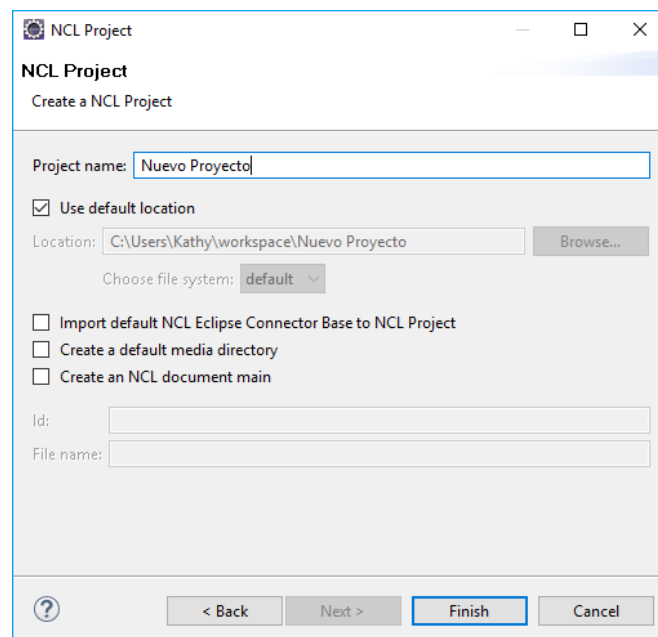 NCL Project
NCL Project
Create a NCL Project
Project name: Nuevo Proyecto
Use default location
Location: C:\Users\Kathy\workspace\Nuevo Proyecto Browse...
Choose file system: default
Import default NCL Eclipse Connector Base to NCL Project
Create a default media directory
Create an NCL document main
Id:
File name:
? < Back Next > Finish Cancel